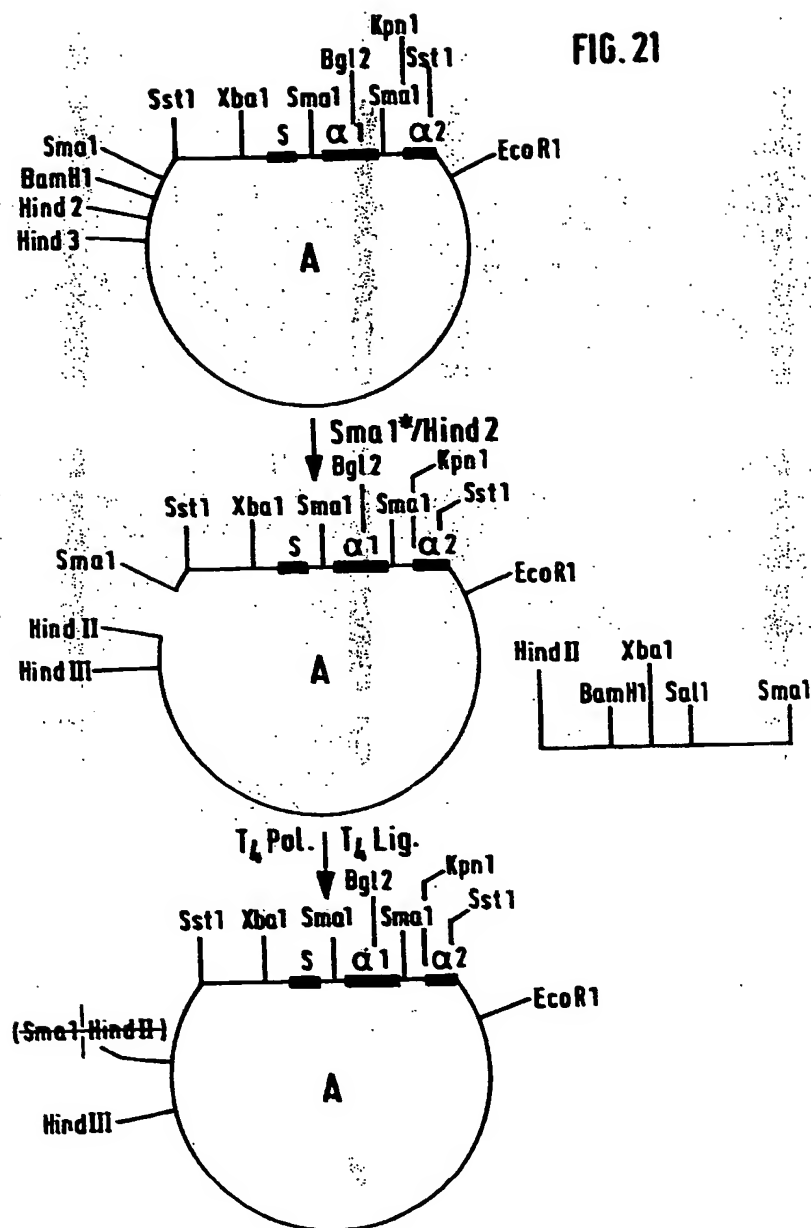 FIG. 21
Kpn1
Bgl2 Sst1
Sst1 Xba1 Sma1 Sma1
S α1 α2
EcoR1
Sma1
BamH1
Hind 2
Hind 3
A
Sma 1*/Hind 2
Bgl2 Kpn1
Sst1 Xba1 Sma1 Sma1 Sst1
S α1 α2
Sma1
EcoR1
Hind II
Hind III
A
Hind II Xba1
BamH1 Sal1 Sma1
T4 Pol. T4 Lig.
Bgl2 Kpn1
Sst1 Xba1 Sma1 Sma1 Sst1
S α1 α2
EcoR1
(Sma1 Hind II)
A
Hind III